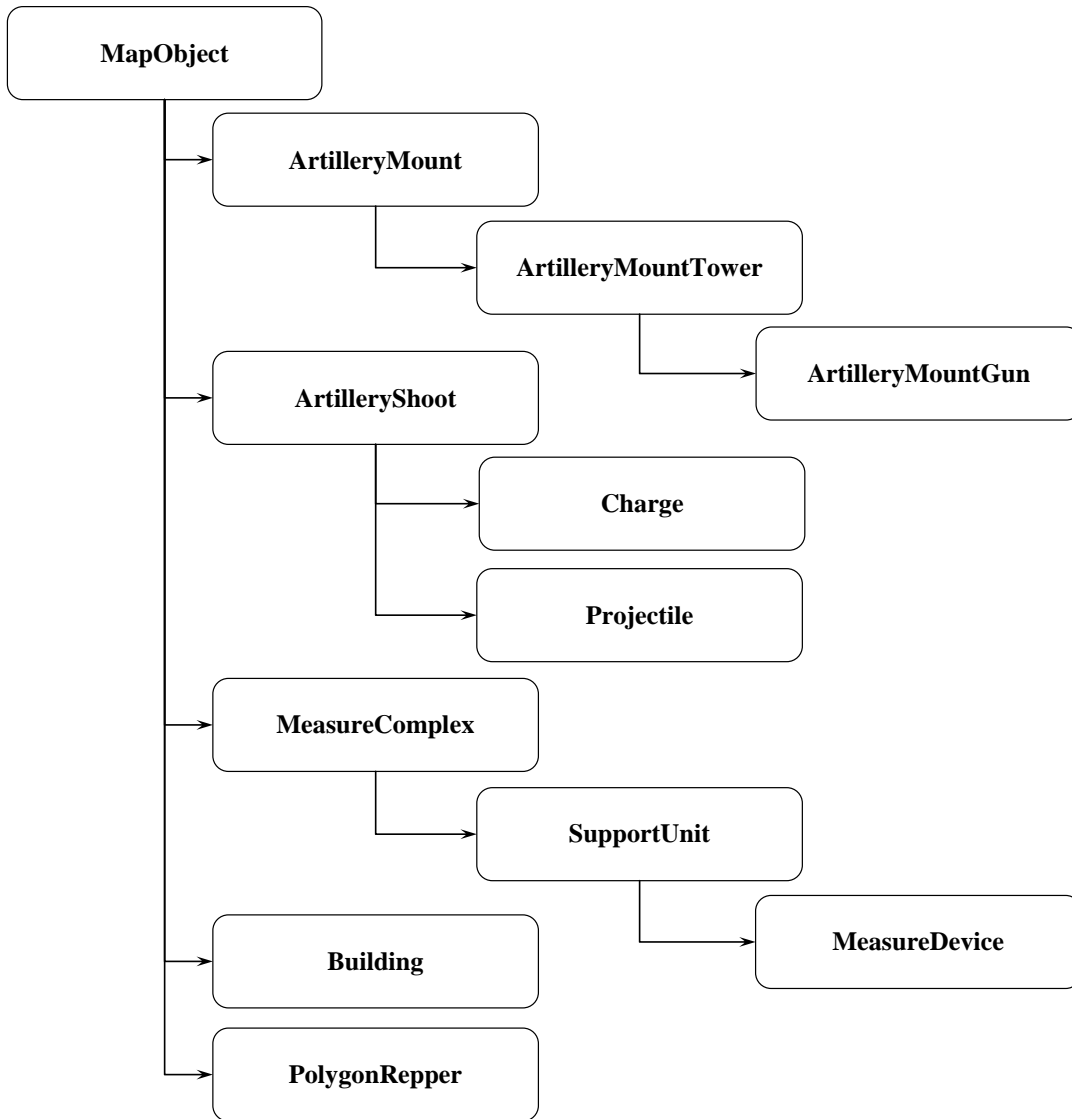 MapObject
ArtilleryMount
ArtilleryMountTower
ArtilleryMountGun
ArtilleryShoot
Charge
Projectile
MeasureComplex
SupportUnit
MeasureDevice
Building
PolygonRepper